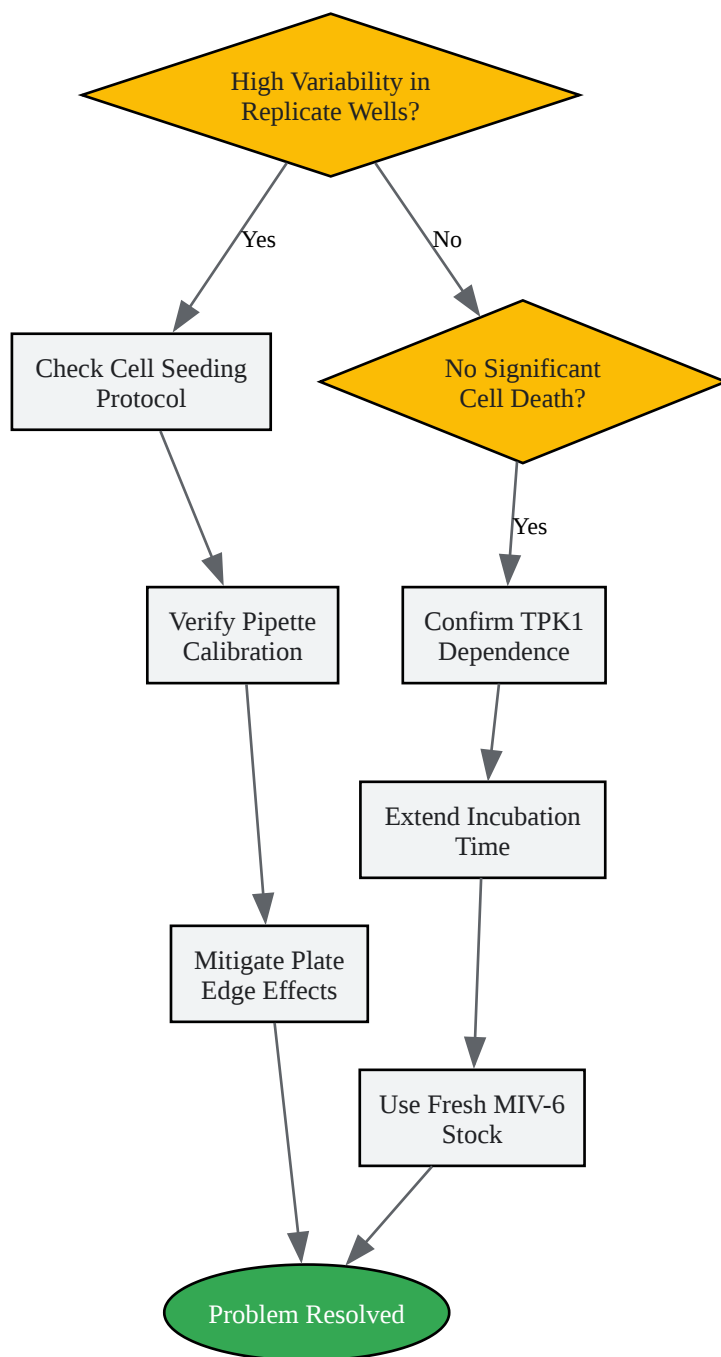 High Variability in
Replicate Wells?
Yes
No
Check Cell Seeding
Protocol
No Significant
Cell Death?
Yes
Verify Pipette
Calibration
Confirm TPK1
Dependence
Extend Incubation
Time
Mitigate Plate
Edge Effects
Use Fresh MIV-6
Stock
Problem Resolved